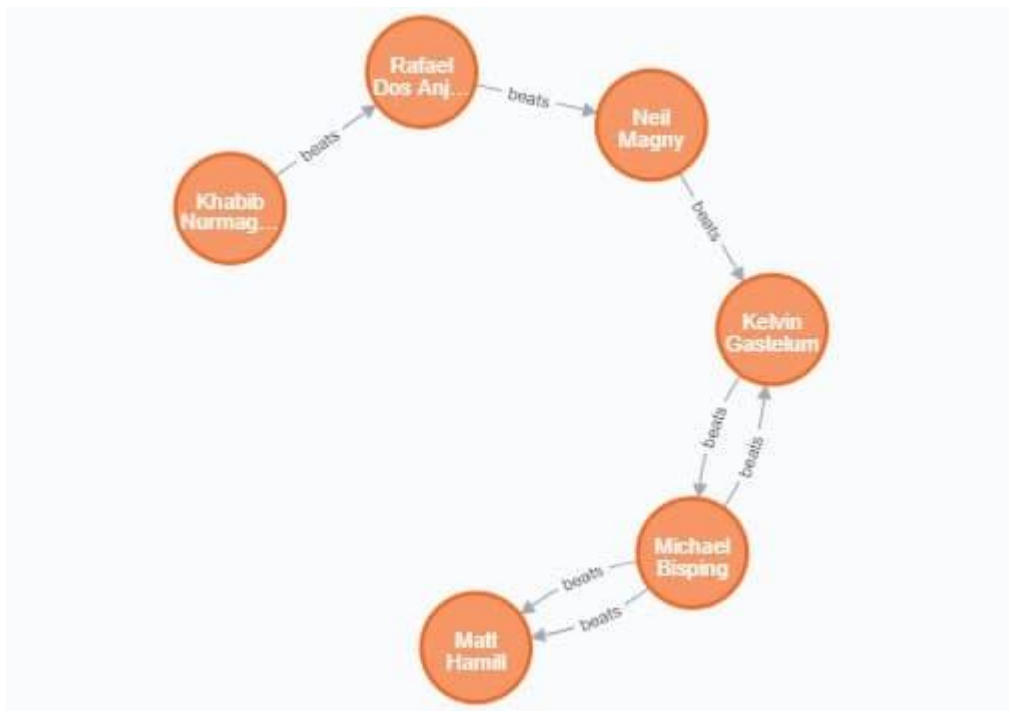 Rafael
Dos Anj...
beats
Neil
Magny
beats
Khabib
Nurmag...
beats
Kelvin
Gastelum
beats
beats
Michael
Bisping
beats
beats
Matt
Hamill